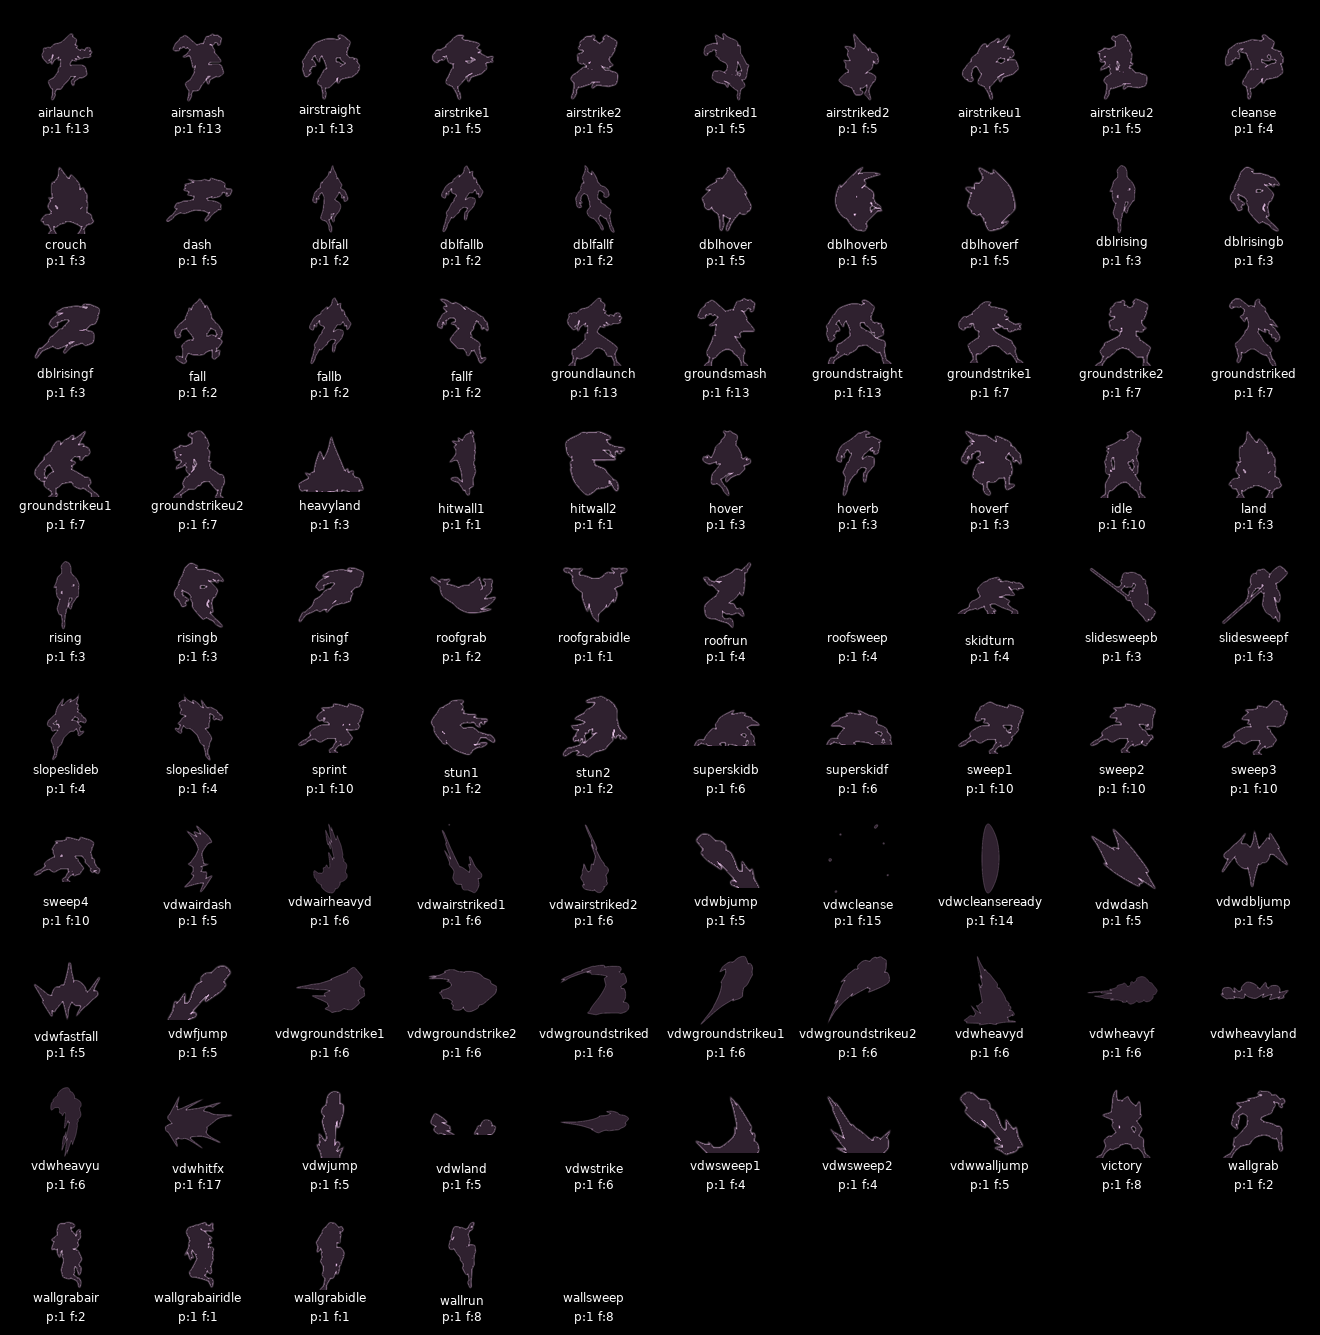 airlaunch airsmash airstraight airstrike1 airstrike2 airstriked1 airstriked2 airstrikeu1 airstrikeu2 cleanse
p:1 f:13 p:1 f:13 p:1 f:13 p:1 f:5 p:1 f:5 p:1 f:5 p:1 f:5 p:1 f:5 p:1 f:5 p:1 f:4
crouch dash dblfall dblfallb dblfallf dblhover dblhoverb dblhoverf dblrising dblrisingb
p:1 f:3 p:1 f:5 p:1 f:2 p:1 f:2 p:1 f:2 p:1 f:5 p:1 f:5 p:1 f:5 p:1 f:3 p:1 f:3
dblrisingf fall fallb fallf groundlaunch groundsmash groundstraight groundstrike1 groundstrike2 groundstriked
p:1 f:3 p:1 f:2 p:1 f:2 p:1 f:2 p:1 f:13 p:1 f:13 p:1 f:13 p:1 f:7 p:1 f:7 p:1 f:7
groundstrikeu1 groundstrikeu2 heavyland hitwall1 hitwall2 hover hoverb hoverf idle land
p:1 f:7 p:1 f:7 p:1 f:3 p:1 f:1 p:1 f:1 p:1 f:3 p:1 f:3 p:1 f:3 p:1 f:10 p:1 f:3
rising risingb risingf roofgrab roofgrabidle roofrun roofsweep skidturn slidesweepb slidesweepf
p:1 f:3 p:1 f:3 p:1 f:3 p:1 f:2 p:1 f:1 p:1 f:4 p:1 f:4 p:1 f:4 p:1 f:3 p:1 f:3
slopeslideb slopeslidef sprint stun1 stun2 superskidb superskidf sweep1 sweep2 sweep3
p:1 f:4 p:1 f:4 p:1 f:10 p:1 f:2 p:1 f:2 p:1 f:6 p:1 f:6 p:1 f:10 p:1 f:10 p:1 f:10
sweep4 vdwairdash vdwairheavyd vdwairstriked1 vdwairstriked2 vdwbjump vdwcleanse vdwcleanseready vdwdash vdwdbljump
p:1 f:10 p:1 f:5 p:1 f:6 p:1 f:6 p:1 f:6 p:1 f:5 p:1 f:15 p:1 f:14 p:1 f:5 p:1 f:5
vdwfastfall vdwfjump vdwgroundstrike1 vdwgroundstrike2 vdwgroundstriked vdwgroundstrikeu1 vdwgroundstrikeu2 vdwheavyd vdwheavyf vdwheavyland
p:1 f:5 p:1 f:5 p:1 f:6 p:1 f:6 p:1 f:6 p:1 f:6 p:1 f:6 p:1 f:6 p:1 f:6 p:1 f:8
vdwheavyu vdwhitfx vdwjump vdwland vdwstrike vdwsweep1 vdwsweep2 vdwwalljump victory wallgrab
p:1 f:6 p:1 f:17 p:1 f:5 p:1 f:5 p:1 f:6 p:1 f:4 p:1 f:4 p:1 f:5 p:1 f:8 p:1 f:2
wallgrabair wallgrabairidle wallgrabidle wallrun wallsweep
p:1 f:2 p:1 f:1 p:1 f:1 p:1 f:8 p:1 f:8